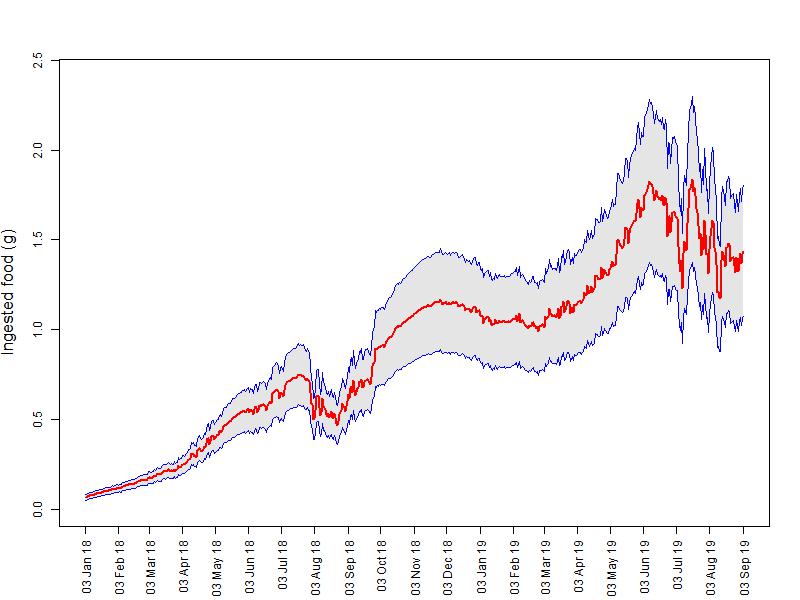 Ingested food (g)
2.5
2.0
1.5
1.0
0.5
0.0
03 Jan 18
03 Feb 18
03 Mar 18
03 Apr 18
03 May 18
03 Jun 18
03 Jul 18
03 Aug 18
03 Sep 18
03 Oct 18
03 Nov 18
03 Dec 18
03 Jan 19
03 Feb 19
03 Mar 19
03 Apr 19
03 May 19
03 Jun 19
03 Jul 19
03 Aug 19
03 Sep 19